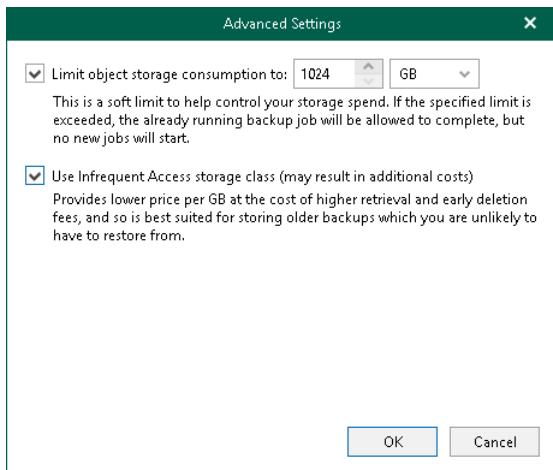 Advanced Settings
Limit object storage consumption to: 1024 GB
This is a soft limit to help control your storage spend. If the specified limit is
exceeded, the already running backup job will be allowed to complete, but
no new jobs will start.
Use Infrequent Access storage class (may result in additional costs)
Provides lower price per GB at the cost of higher retrieval and early deletion
fees, and so is best suited for storing older backups which you are unlikely to
have to restore from.
OK Cancel